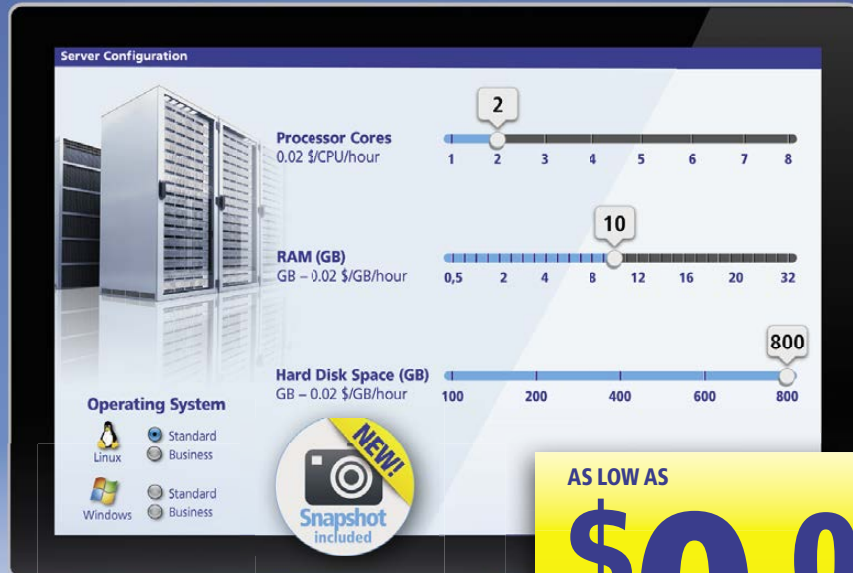 Server Configuration
2
Processor Cores
0.02 $/CPU/hour
1 2 3 4 5 6 7 8
10
RAM (GB)
GB – 0.02 $/GB/hour
0,5 2 4 8 12 16 20 32
800
Hard Disk Space (GB)
GB – 0.02 $/GB/hour
100 200 400 600 800
Operating System
Linux
Standard
Business
Windows
Standard
Business
NEW!
Snapshot
included
AS LOW AS
$0.9